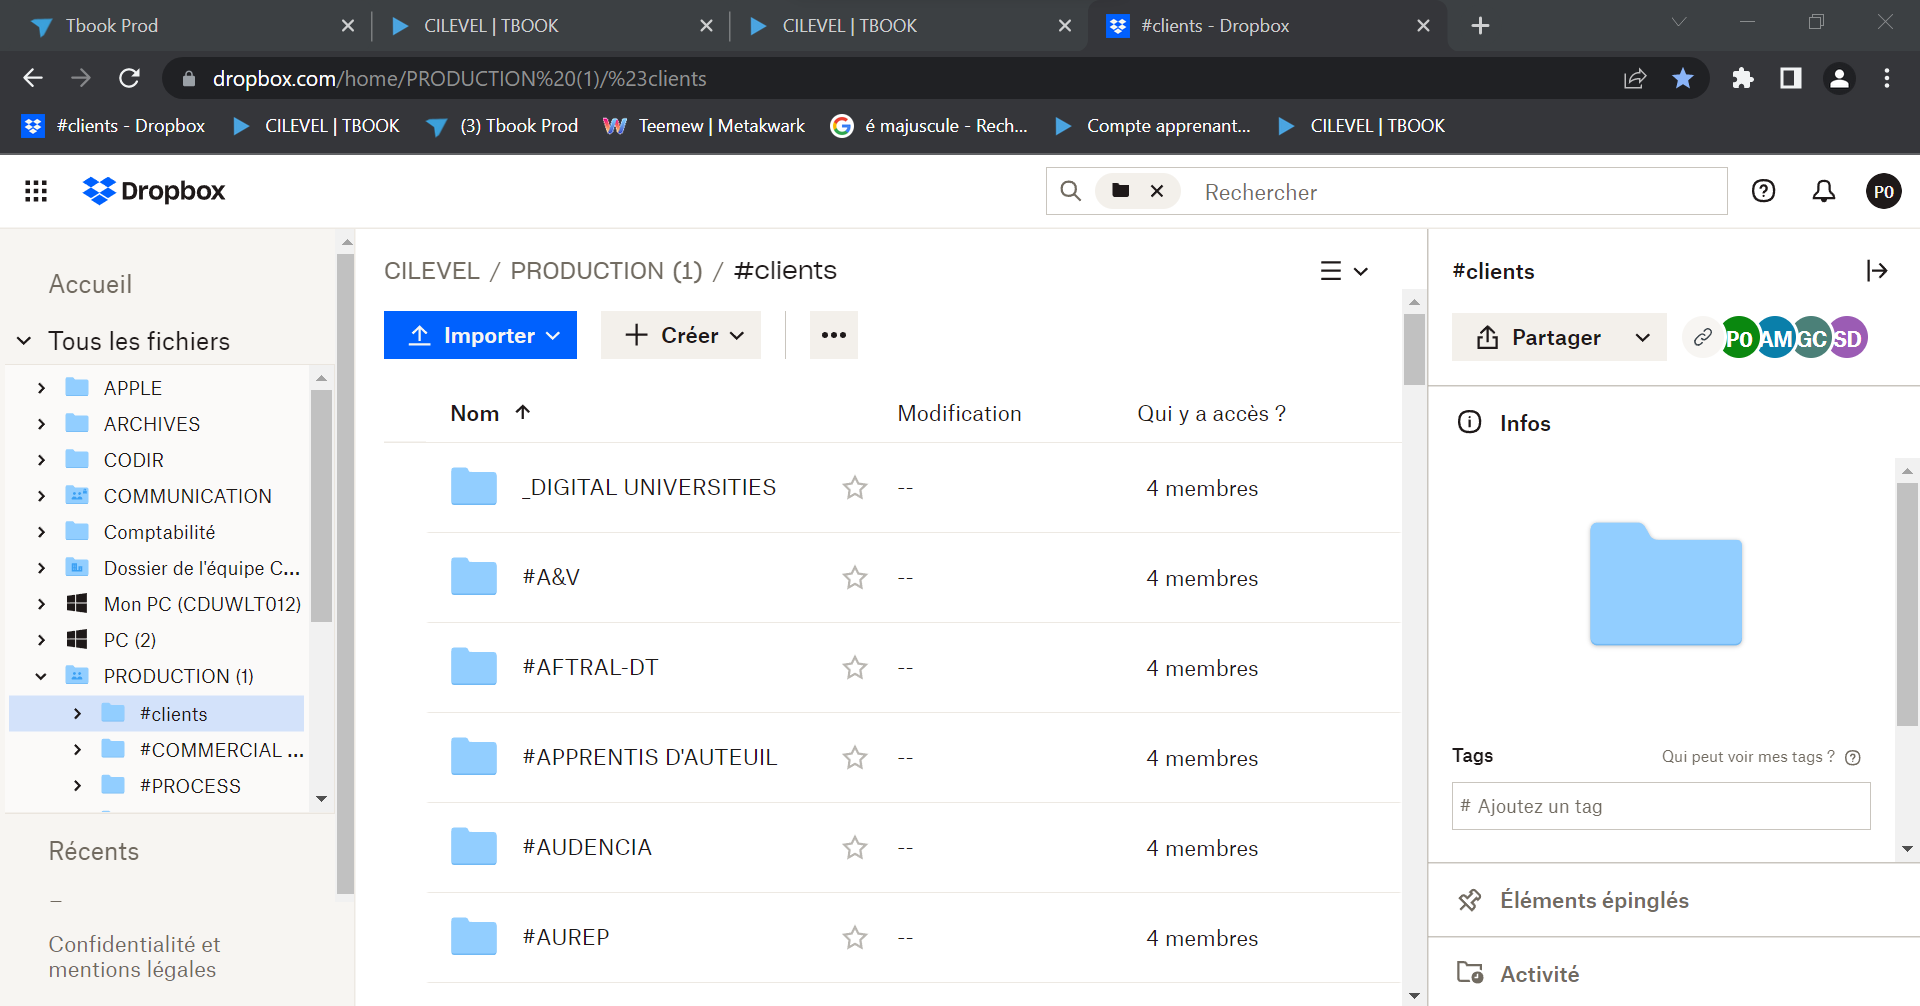 Tbook Prod
CILEVEL | TBOOK
CILEVEL | TBOOK
#clients - Dropbox
dropbox.com/home/PRODUCTION%20(1)/%23clients
#clients - Dropbox
CILEVEL | TBOOK
(3) Tbook Prod
Teemew | Metakwark
é majuscule - Rech...
Compte apprenant...
CILEVEL | TBOOK
Dropbox
Rechercher
P0
Accueil
Tous les fichiers
APPLE
ARCHIVES
CODIR
COMMUNICATION
Comptabilité
Dossier de l'équipe C...
Mon PC (CDUWLT012)
PC (2)
PRODUCTION (1)
#clients
#COMMERCIAL ...
#PROCESS
Récents
–
Confidentialité et
mentions légales
CILEVEL / PRODUCTION (1) / #clients
Importer
Créer
Nom
Modification
Qui y a accès ?
_DIGITAL UNIVERSITIES -- 4 membres
#A&V -- 4 membres
#AFTRAL-DT -- 4 membres
#APPRENTIS D'AUTEUIL -- 4 membres
#AUDENCIA -- 4 membres
#AUREP -- 4 membres
#clients
Partager
P0 AM GC SD
Infos
Tags
Qui peut voir mes tags ?
# Ajoutez un tag
Éléments épinglés
Activité